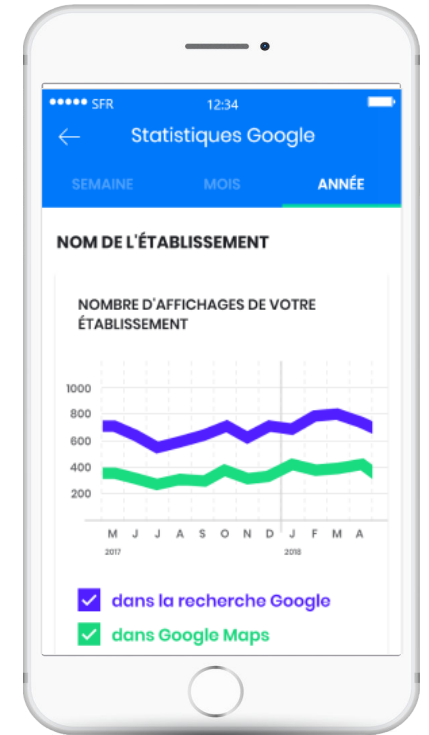 SFR 12:34
Statistiques Google
SEMAINE MOIS ANNÉE
NOM DE L'ÉTABLISSEMENT
NOMBRE D'AFFICHAGES DE VOTRE
ÉTABLISSEMENT
1000
800
600
400
200
M J J A S O N D J F M A
2017 2018
dans la recherche Google
dans Google Maps